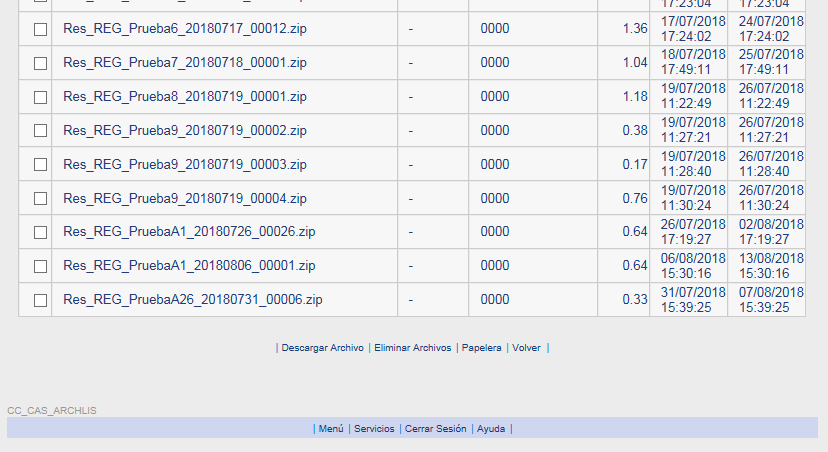 17:23:04 17:23:04
Res_REG_Prueba6_20180717_00012.zip - 0000 1.36 17/07/2018 24/07/2018
17:24:02 17:24:02
Res_REG_Prueba7_20180718_00001.zip - 0000 1.04 18/07/2018 25/07/2018
17:49:11 17:49:11
Res_REG_Prueba8_20180719_00001.zip - 0000 1.18 19/07/2018 26/07/2018
11:22:49 11:22:49
Res_REG_Prueba9_20180719_00002.zip - 0000 0.38 19/07/2018 26/07/2018
11:27:21 11:27:21
Res_REG_Prueba9_20180719_00003.zip - 0000 0.17 19/07/2018 26/07/2018
11:28:40 11:28:40
Res_REG_Prueba9_20180719_00004.zip - 0000 0.76 19/07/2018 26/07/2018
11:30:24 11:30:24
Res_REG_PruebaA1_20180726_00026.zip - 0000 0.64 26/07/2018 02/08/2018
17:19:27 17:19:27
Res_REG_PruebaA1_20180806_00001.zip - 0000 0.64 06/08/2018 13/08/2018
15:30:16 15:30:16
Res_REG_PruebaA26_20180731_00006.zip - 0000 0.33 31/07/2018 07/08/2018
15:39:25 15:39:25
| Descargar Archivo | Eliminar Archivos | Papelera | Volver |
CC_CAS_ARCHLIS
| Menú | Servicios | Cerrar Sesión | Ayuda |